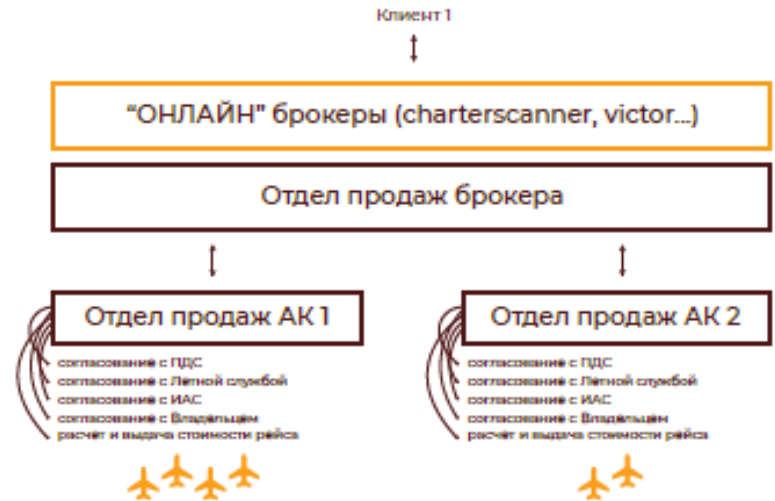 Клиент 1
“ОНЛАЙН” брокеры (charterscanner, victor...)
Отдел продаж брокера
Отдел продаж АК 1
согласование с ПДС
согласование с Лётной службой
согласование с ИАС
согласование с Владельцем
расчёт и выдача стоимости рейса
Отдел продаж АК 2
согласование с ПДС
согласование с Лётной службой
согласование с ИАС
согласование с Владельцем
расчёт и выдача стоимости рейса